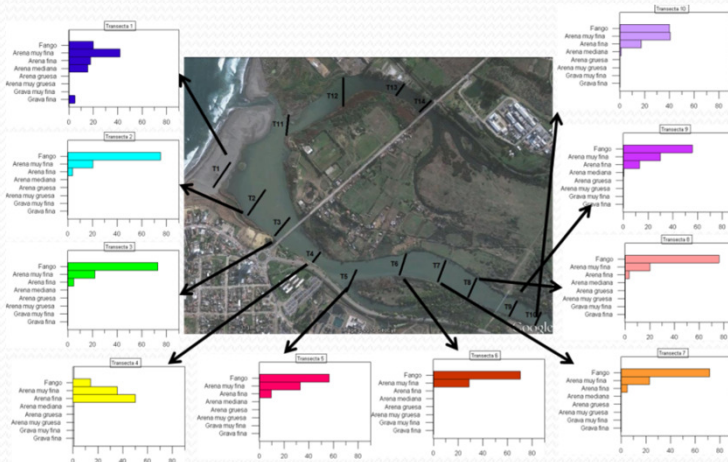 Transecta 1
Fango
Arena muy fina
Arena fina
Arena mediana
Arena gruesa
Arena muy gruesa
Grava muy fina
Grava fina
0 20 40 60 80
Transecta 2
Fango
Arena muy fina
Arena fina
Arena mediana
Arena gruesa
Arena muy gruesa
Grava muy fina
Grava fina
0 20 40 60 80
Transecta 3
Fango
Arena muy fina
Arena fina
Arena mediana
Arena gruesa
Arena muy gruesa
Grava muy fina
Grava fina
0 20 40 60 80
Transecta 4
Fango
Arena muy fina
Arena fina
Arena mediana
Arena gruesa
Arena muy gruesa
Grava muy fina
Grava fina
0 20 40 60 80
Transecta 5
Fango
Arena muy fina
Arena fina
Arena mediana
Arena gruesa
Arena muy gruesa
Grava muy fina
Grava fina
0 20 40 60 80
Transecta 6
Fango
Arena muy fina
Arena fina
Arena mediana
Arena gruesa
Arena muy gruesa
Grava muy fina
Grava fina
0 20 40 60 80
Transecta 7
Fango
Arena muy fina
Arena fina
Arena mediana
Arena gruesa
Arena muy gruesa
Grava muy fina
Grava fina
0 20 40 60 80
Transecta 8
Fango
Arena muy fina
Arena fina
Arena mediana
Arena gruesa
Arena muy gruesa
Grava muy fina
Grava fina
0 20 40 60 80
Transecta 9
Fango
Arena muy fina
Arena fina
Arena mediana
Arena gruesa
Arena muy gruesa
Grava muy fina
Grava fina
0 20 40 60 80
Transecta 10
Fango
Arena muy fina
Arena fina
Arena mediana
Arena gruesa
Arena muy gruesa
Grava muy fina
Grava fina
0 20 40 60 80
T12
T13
T14
T11
T1
T2
T3
T4
T5
T6
T7
T8
T9
T10
Google